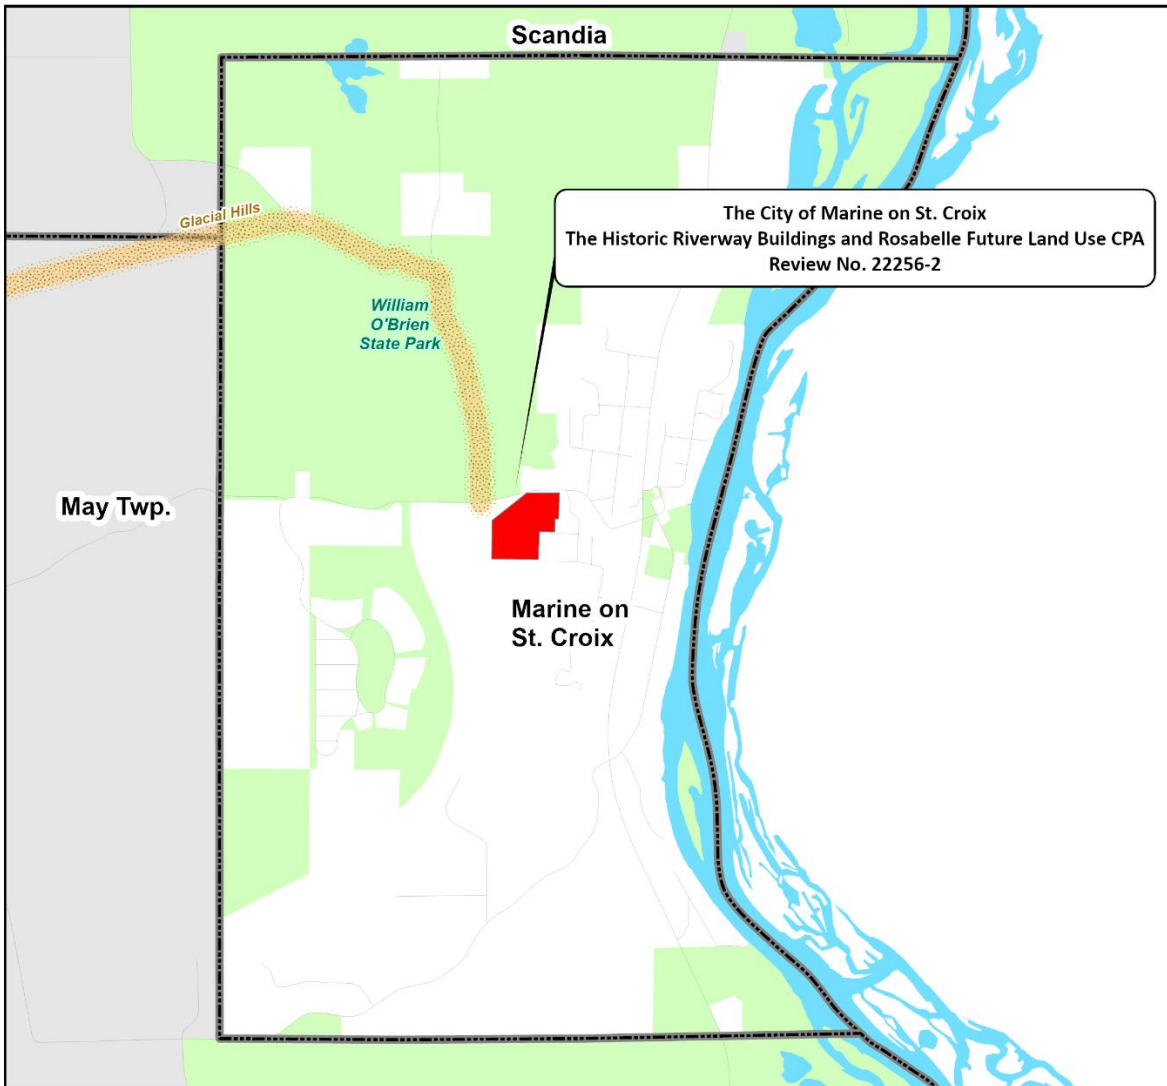 Scandia
Glacial Hills
The City of Marine on St. Croix
The Historic Riverway Buildings and Rosabelle Future Land Use CPA
Review No. 22256-2
William
O'Brien
State Park
May Twp.
Marine on
St. Croix